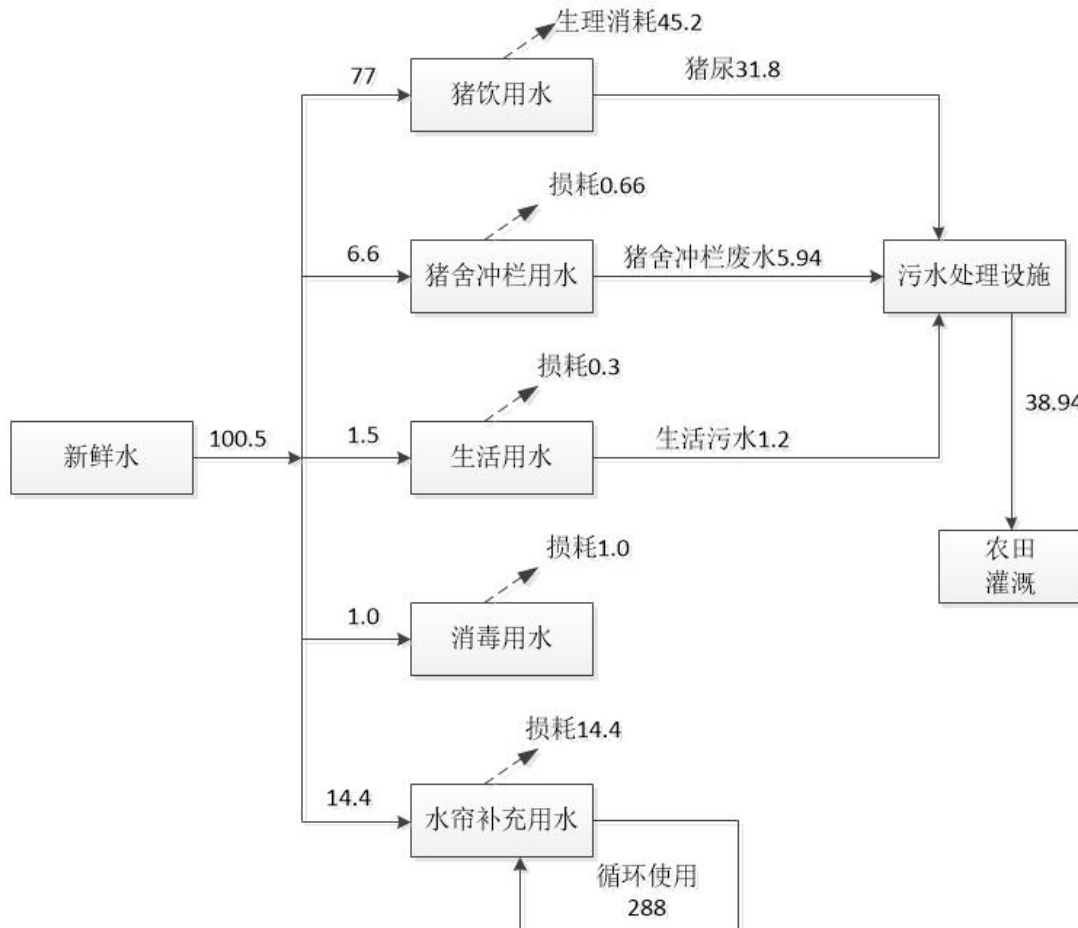 生理消耗45.2
77
猪饮用水
猪尿31.8
损耗0.66
6.6
猪舍冲栏用水
猪舍冲栏废水5.94
污水处理设施
损耗0.3
38.94
新鲜水
100.5
1.5
生活用水
生活污水1.2
损耗1.0
农田
灌溉
1.0
消毒用水
损耗14.4
14.4
水帘补充用水
循环使用
288